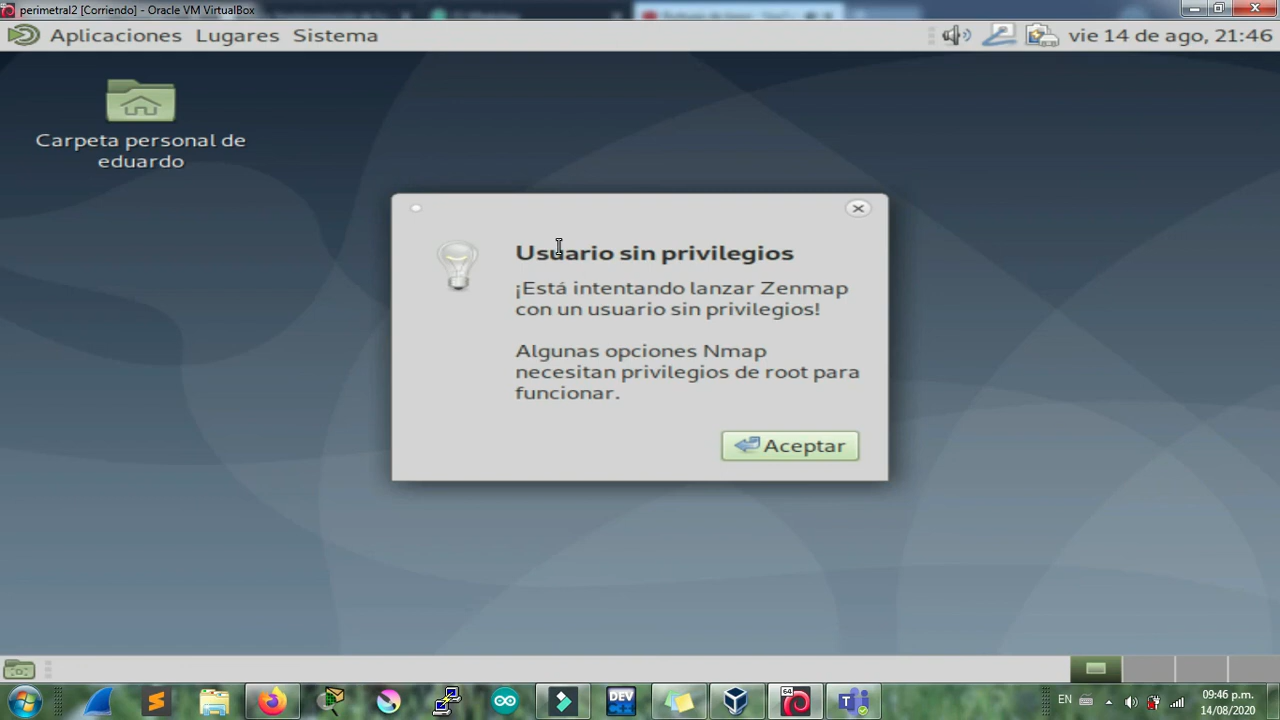 perimetral2 [Corriendo] - Oracle VM VirtualBox
Aplicaciones Lugares Sistema
vie 14 de ago, 21:46
Carpeta personal de
eduardo
Usuario sin privilegios
¡Está intentando lanzar Zenmap
con un usuario sin privilegios!
Algunas opciones Nmap
necesitan privilegios de root para
funcionar.
Aceptar
DEV
64
EN
09:46 p.m.
14/08/2020